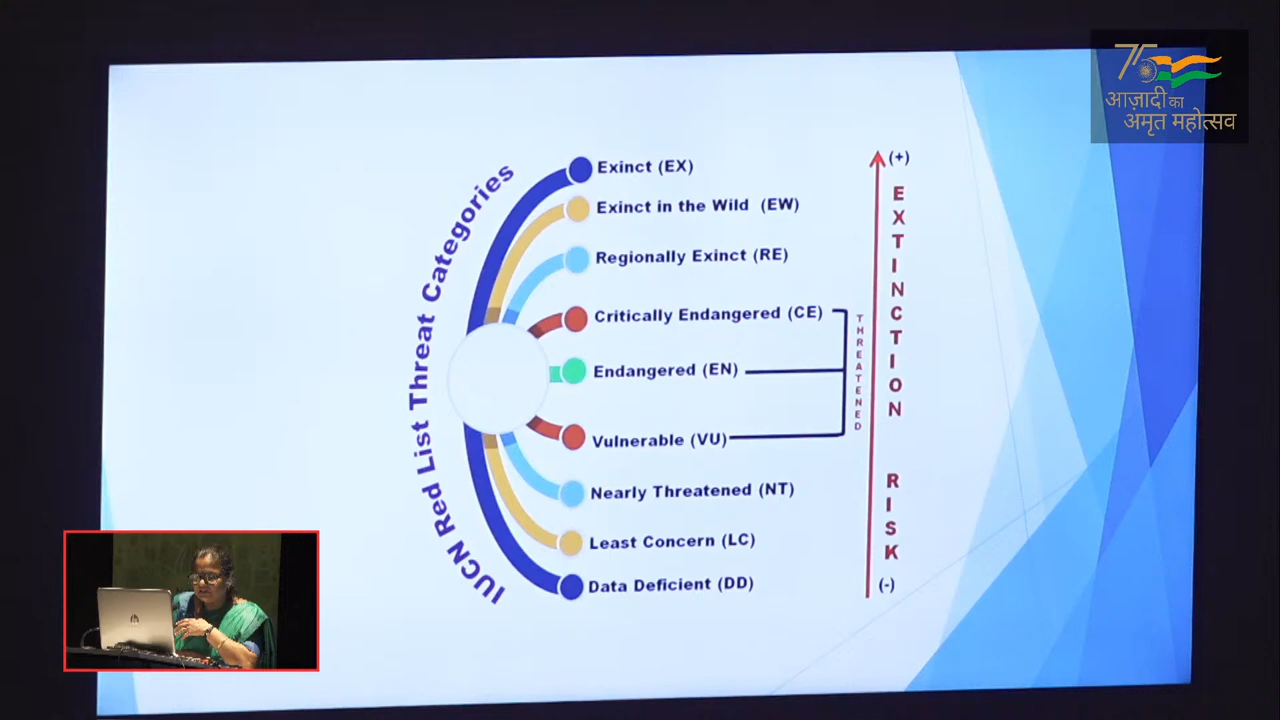 75
आज़ादी का
अमृत महोत्सव
IUCN Red List Threat Categories
Exinct (EX)
Exinct in the Wild (EW)
Regionally Exinct (RE)
Critically Endangered (CE)
Endangered (EN)
Vulnerable (VU)
Nearly Threatened (NT)
Least Concern (LC)
Data Deficient (DD)
THREATENED
(+)
EXTINCTION
RISK
(-)